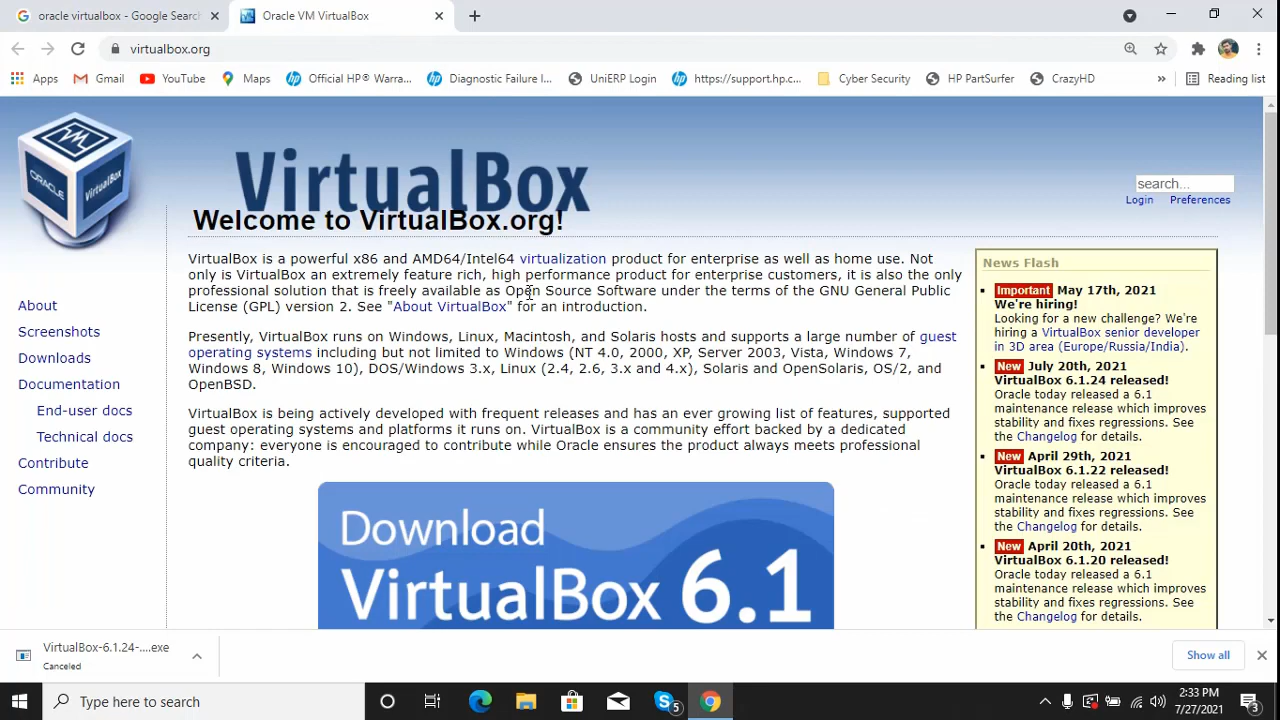 oracle virtualbox - Google Search
Oracle VM VirtualBox
virtualbox.org
Apps
Gmail
YouTube
Maps
Official HP® Warra...
Diagnostic Failure I...
UniERP Login
https://support.hp.c...
Cyber Security
HP PartSurfer
CrazyHD
»
Reading list
ORACLE
VM
VirtualBox
VirtualBox
search...
Login
Preferences
Welcome to VirtualBox.org!
VirtualBox is a powerful x86 and AMD64/Intel64 virtualization product for enterprise as well as home use. Not
only is VirtualBox an extremely feature rich, high performance product for enterprise customers, it is also the only
professional solution that is freely available as Open Source Software under the terms of the GNU General Public
License (GPL) version 2. See "About VirtualBox" for an introduction.
Presently, VirtualBox runs on Windows, Linux, Macintosh, and Solaris hosts and supports a large number of guest
operating systems including but not limited to Windows (NT 4.0, 2000, XP, Server 2003, Vista, Windows 7,
Windows 8, Windows 10), DOS/Windows 3.x, Linux (2.4, 2.6, 3.x and 4.x), Solaris and OpenSolaris, OS/2, and
OpenBSD.
VirtualBox is being actively developed with frequent releases and has an ever growing list of features, supported
guest operating systems and platforms it runs on. VirtualBox is a community effort backed by a dedicated
company: everyone is encouraged to contribute while Oracle ensures the product always meets professional
quality criteria.
Download
VirtualBox 6.1
About
Screenshots
Downloads
Documentation
End-user docs
Technical docs
Contribute
Community
News Flash
Important May 17th, 2021
We're hiring!
Looking for a new challenge? We're
hiring a VirtualBox senior developer
in 3D area (Europe/Russia/India).
New July 20th, 2021
VirtualBox 6.1.24 released!
Oracle today released a 6.1
maintenance release which improves
stability and fixes regressions. See
the Changelog for details.
New April 29th, 2021
VirtualBox 6.1.22 released!
Oracle today released a 6.1
maintenance release which improves
stability and fixes regressions. See
the Changelog for details.
New April 20th, 2021
VirtualBox 6.1.20 released!
Oracle today released a 6.1
maintenance release which improves
stability and fixes regressions. See
the Changelog for details.
VirtualBox-6.1.24-....exe
Canceled
Show all
Type here to search
5
2:33 PM
7/27/2021
3